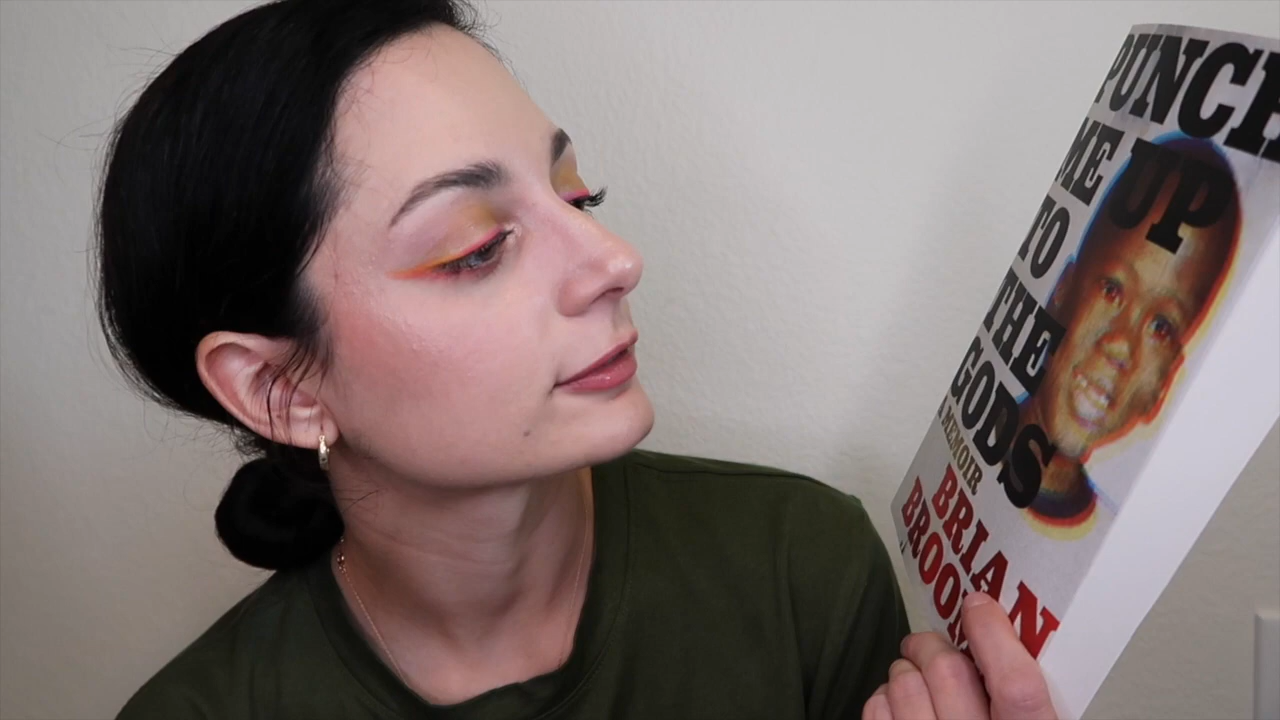 PUNCH
ME UP
TO
THE
GODS
A MEMOIR
BRIAN
BROOM